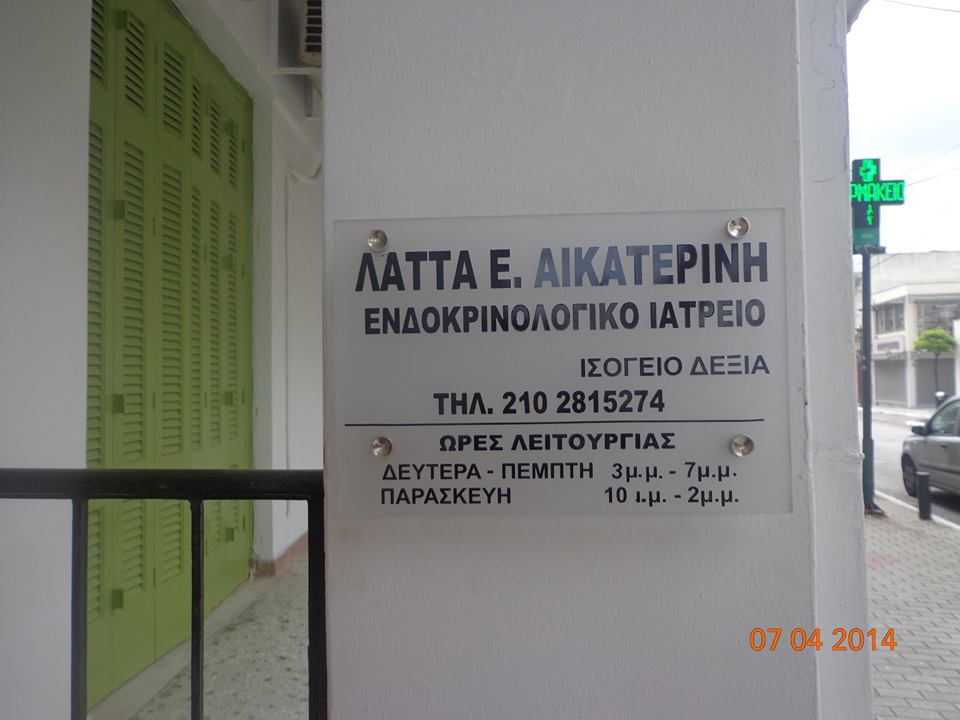 ΛΑΤΤΑ Ε. ΑΙΚΑΤΕΡΙΝΗ
ΕΝΔΟΚΡΙΝΟΛΟΓΙΚΟ ΙΑΤΡΕΙΟ
ΙΣΟΓΕΙΟ ΔΕΞΙΑ
ΤΗΛ. 210 2815274
ΩΡΕΣ ΛΕΙΤΟΥΡΓΙΑΣ
ΔΕΥΤΕΡΑ - ΠΕΜΠΤΗ 3μ.μ. - 7μ.μ.
ΠΑΡΑΣΚΕΥΗ 10 ι.μ. - 2μ.μ.
ΡΜΑΚΕΙΟ
07 04 2014